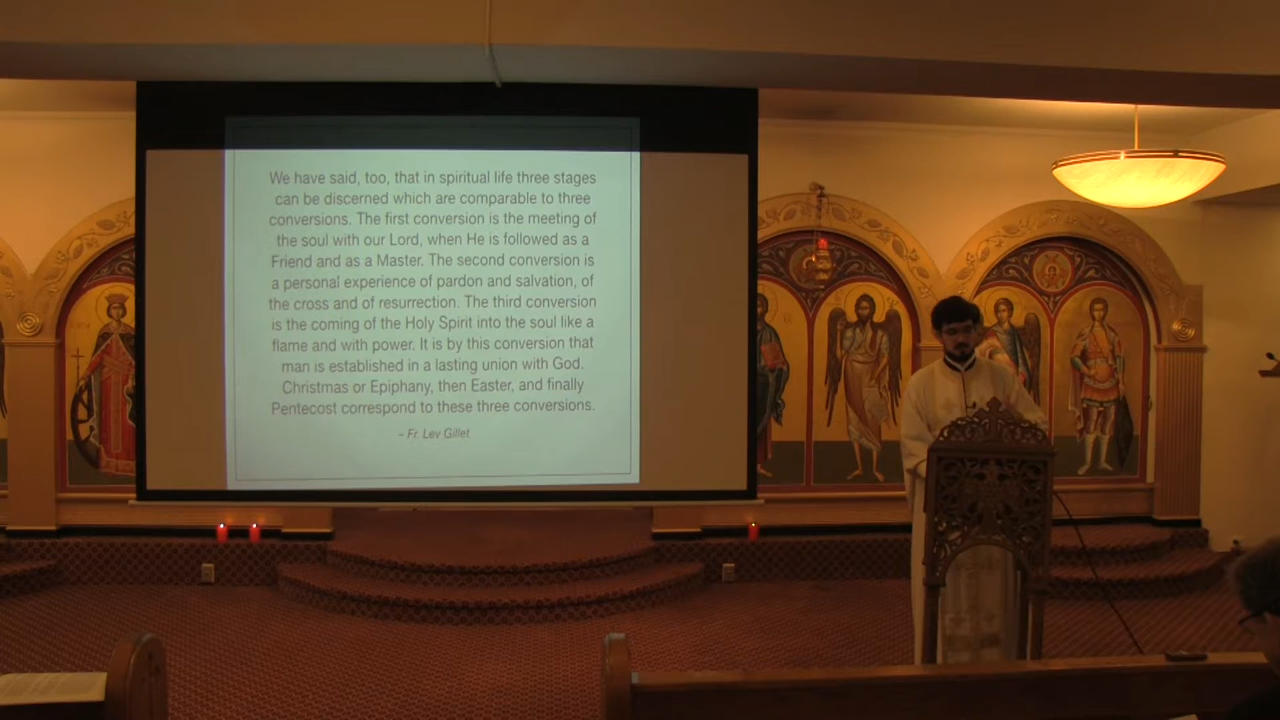 We have said, too, that in spiritual life three stages
can be discerned which are comparable to three
conversions. The first conversion is the meeting of
the soul with our Lord, when He is followed as a
Friend and as a Master. The second conversion is
a personal experience of pardon and salvation, of
the cross and of resurrection. The third conversion
is the coming of the Holy Spirit into the soul like a
flame and with power. It is by this conversion that
man is established in a lasting union with God.
Christmas or Epiphany, then Easter, and finally
Pentecost correspond to these three conversions.
– Fr. Lev Gillet